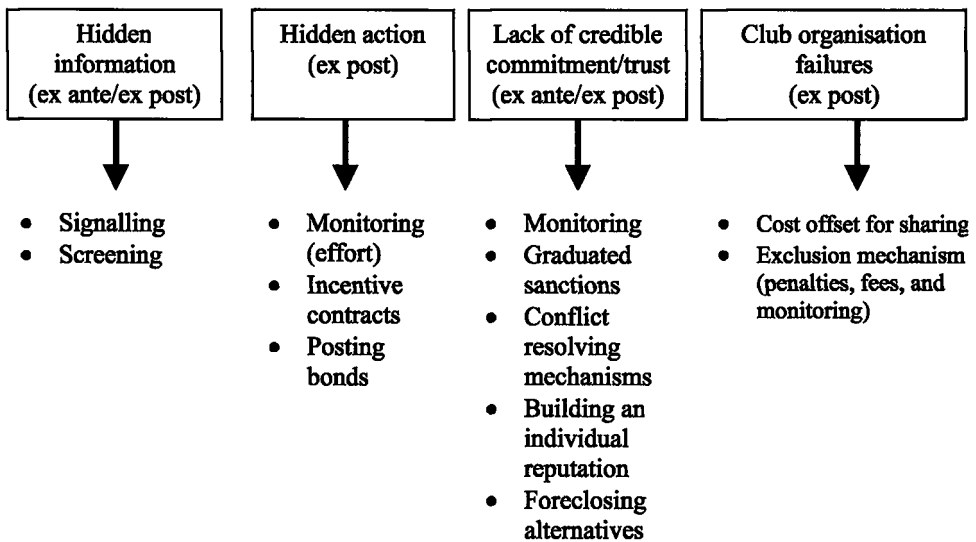 Hidden
information
(ex ante/ex post)
Hidden action
(ex post)
Lack of credible
commitment/trust
(ex ante/ex post)
Club organisation
failures
(ex post)
• Signalling
• Screening
• Monitoring
(effort)
• Incentive
contracts
• Posting
bonds
• Monitoring
• Graduated
sanctions
• Conflict
resolving
mechanisms
• Building an
individual
reputation
• Foreclosing
alternatives
• Cost offset for sharing
• Exclusion mechanism
(penalties, fees, and
monitoring)